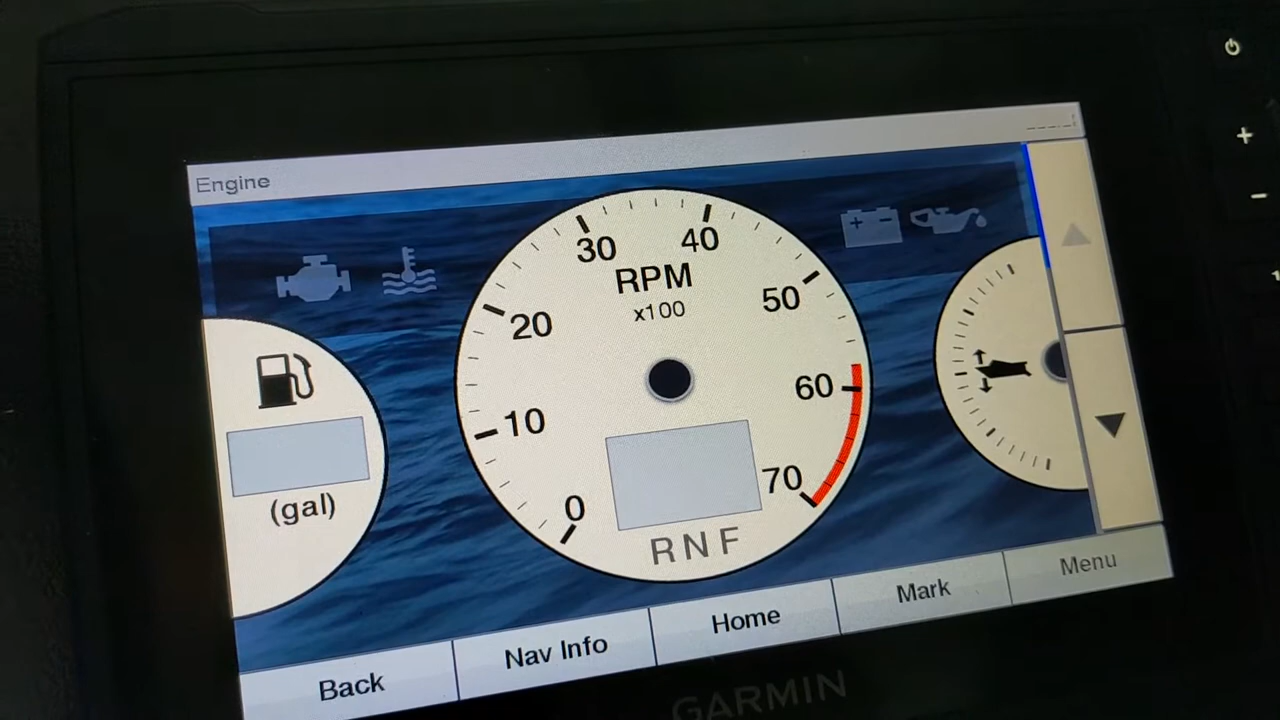 Engine
30
40
RPM
x100
20
50
10
60
0
70
(gal)
R N F
+ -
Back
Nav Info
Home
Mark
Menu
GARMIN